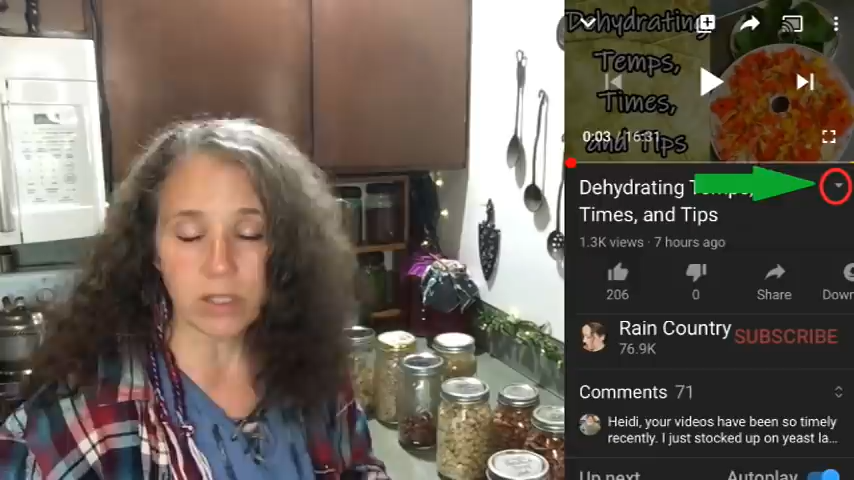 Dehydrating
Temps,
Times,
and Tips
0:03 / 16:31
Dehydrating Temps,
Times, and Tips
1.3K views · 7 hours ago
206
0
Share
Down
Rain Country
SUBSCRIBE
76.9K
Comments 71
Heidi, your videos have been so timely
recently. I just stocked up on yeast la...
Up next
Autoplay